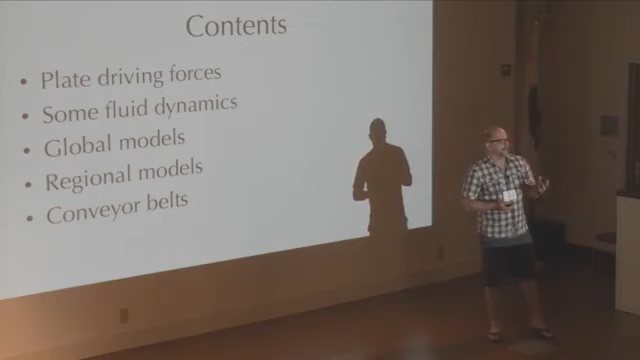 Contents
• Plate driving forces
• Some fluid dynamics
• Global models
• Regional models
• Conveyor belts